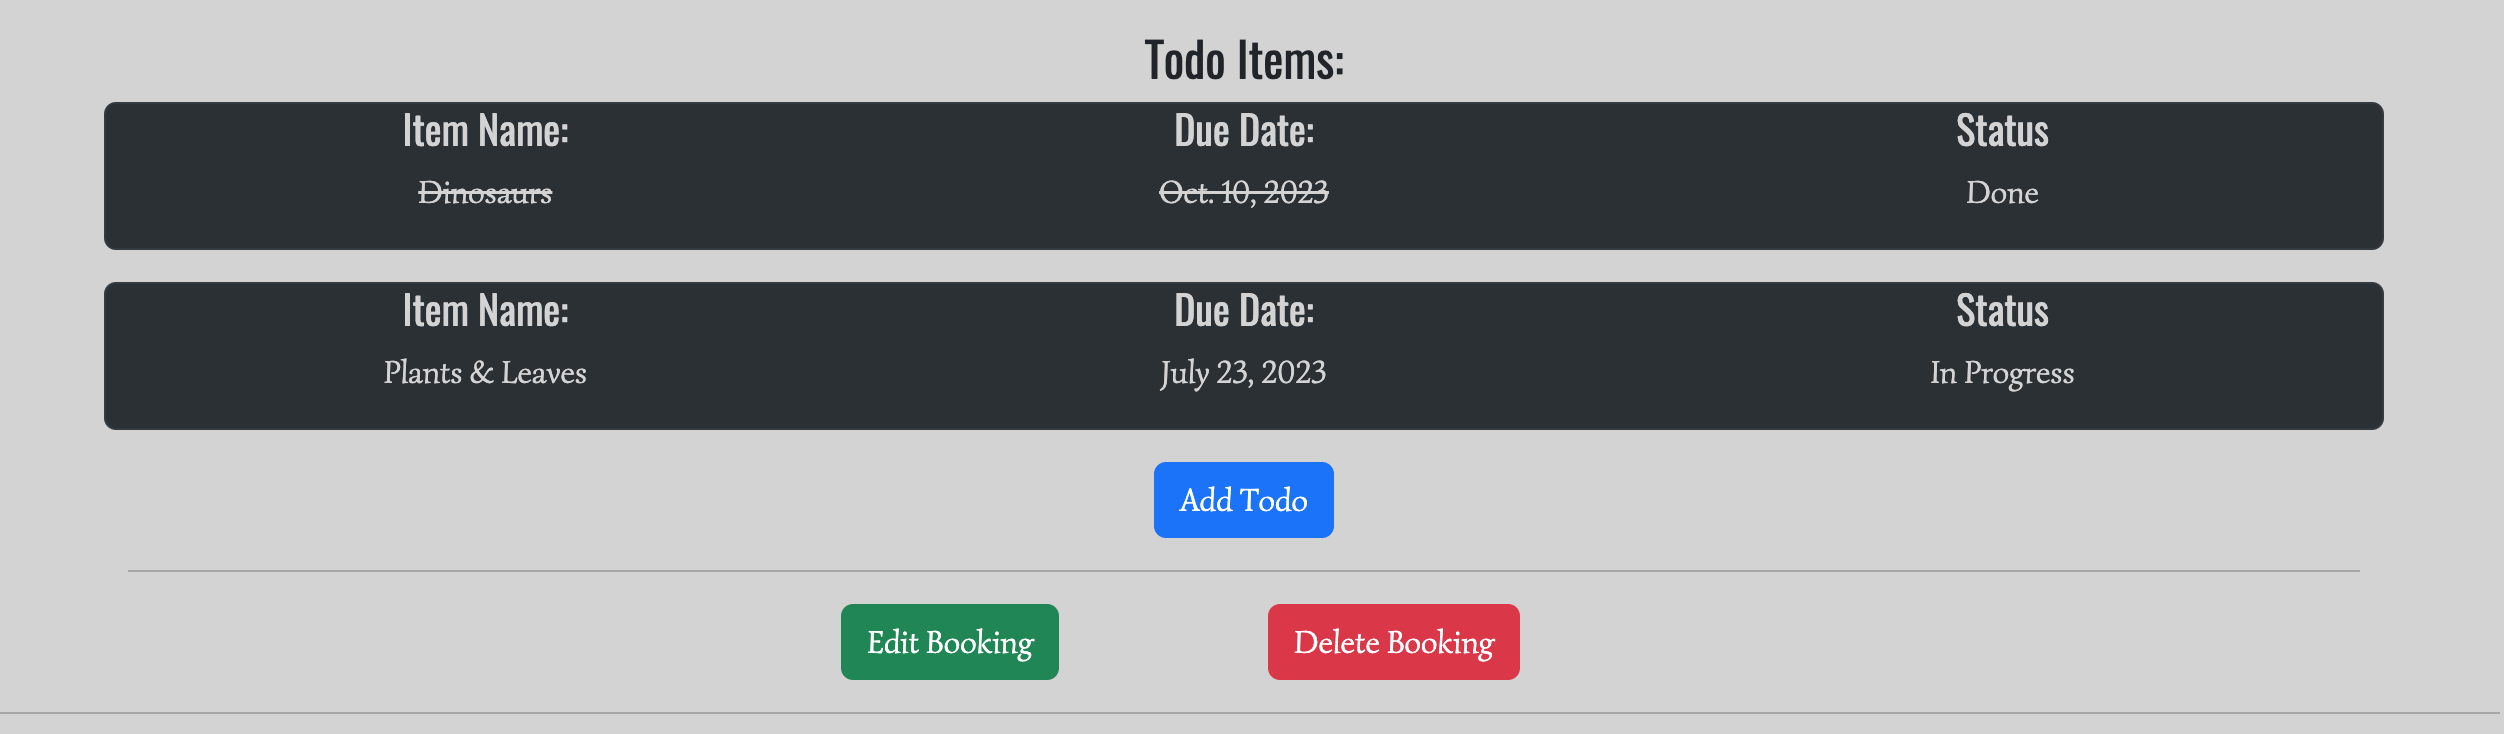 Todo Items:
Item Name: Due Date: Status
Dinosaurs Oct. 10, 2023 Done
Item Name: Due Date: Status
Plants & Leaves July 23, 2023 In Progress
Add Todo
Edit Booking Delete Booking